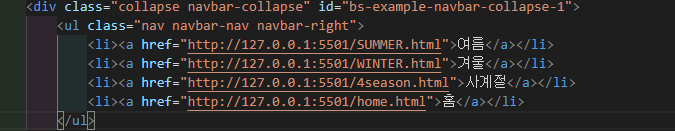 <div class="collapse navbar-collapse" id="bs-example-navbar-collapse-1">
<ul class="nav navbar-nav navbar-right">
<li><a href="http://127.0.0.1:5501/SUMMER.html">여름</a></li>
<li><a href="http://127.0.0.1:5501/WINTER.html">겨울</a></li>
<li><a href="http://127.0.0.1:5501/4season.html">사계절</a></li>
<li><a href="http://127.0.0.1:5501/home.html">홈</a></li>
</ul>